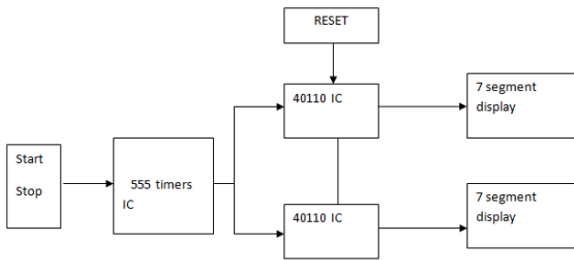 RESET
40110 IC
7 segment
display
Start
Stop
555 timers
IC
40110 IC
7 segment
display